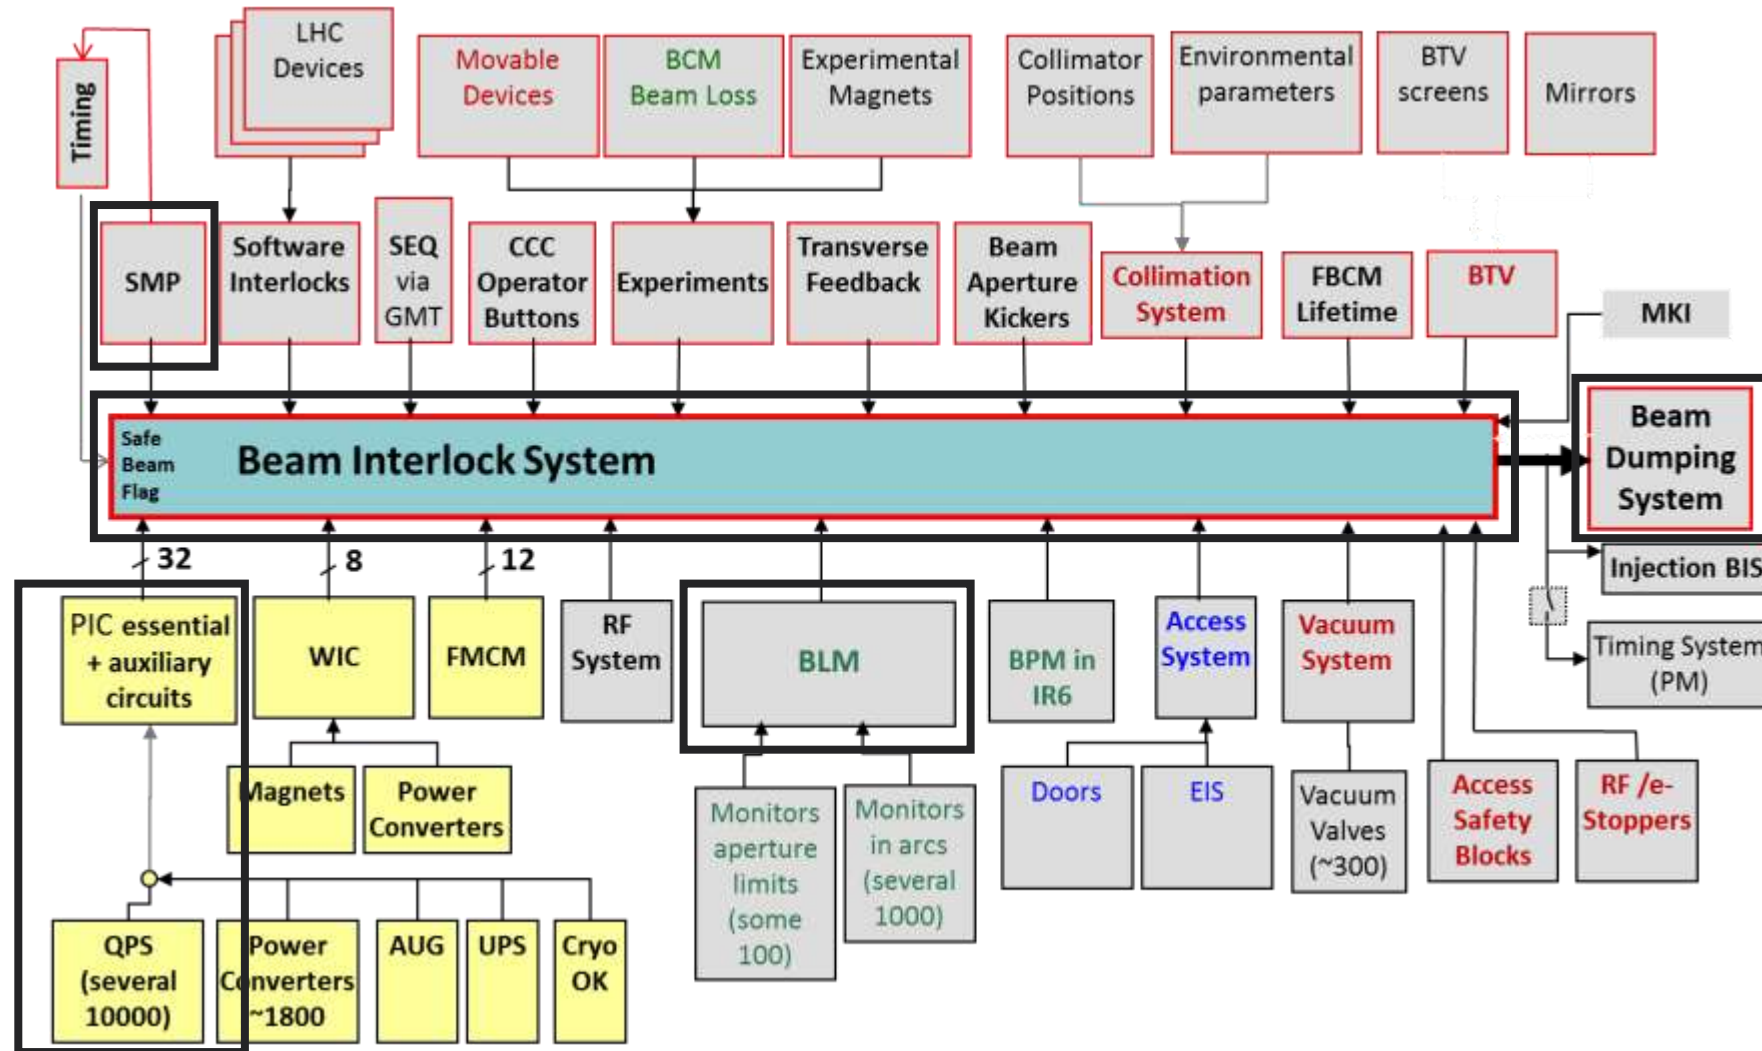 LHC
Devices
Movable
Devices
BCM
Beam Loss
Experimental
Magnets
Collimator
Positions
Environmental
parameters
BTV
screens
Mirrors
Timing
SMP
Software
Interlocks
SEQ
via
GMT
CCC
Operator
Buttons
Experiments
Transverse
Feedback
Beam
Aperture
Kickers
Collimation
System
FBCM
Lifetime
BTV
MKI
Safe
Beam
Flag
Beam Interlock System
Beam
Dumping
System
32
8
12
Injection BIS
Timing System
(PM)
PIC essential
+ auxiliary
circuits
WIC
FMCM
RF
System
BLM
BPM in
IR6
Access
System
Vacuum
System
Magnets
Power
Converters
Monitors
aperture
limits
(some
100)
Monitors
in arcs
(several
1000)
Doors
EIS
Vacuum
Valves
(~300)
Access
Safety
Blocks
RF /e-
Stoppers
QPS
(several
10000)
Power
Converters
~1800
AUG
UPS
Cryo
OK